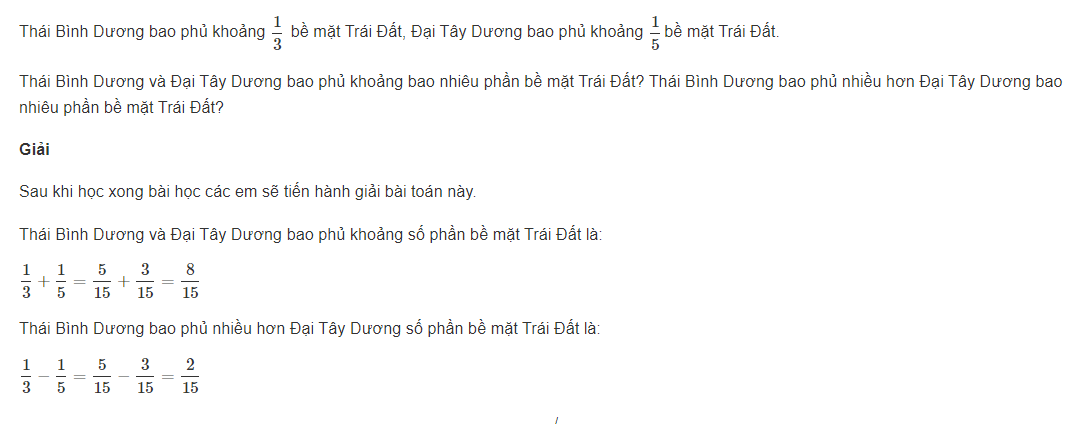 Thái Bình Dương bao phủ khoảng 1/3 bề mặt Trái Đất, Đại Tây Dương bao phủ khoảng 1/5 bề mặt Trái Đất.
Thái Bình Dương và Đại Tây Dương bao phủ khoảng bao nhiêu phần bề mặt Trái Đất? Thái Bình Dương bao phủ nhiều hơn Đại Tây Dương bao
nhiêu phần bề mặt Trái Đất?
Giải
Sau khi học xong bài học các em sẽ tiến hành giải bài toán này.
Thái Bình Dương và Đại Tây Dương bao phủ khoảng số phần bề mặt Trái Đất là:
1/3 + 1/5 = 5/15 + 3/15 = 8/15
Thái Bình Dương bao phủ nhiều hơn Đại Tây Dương số phần bề mặt Trái Đất là:
1/3 − 1/5 = 5/15 − 3/15 = 2/15
/